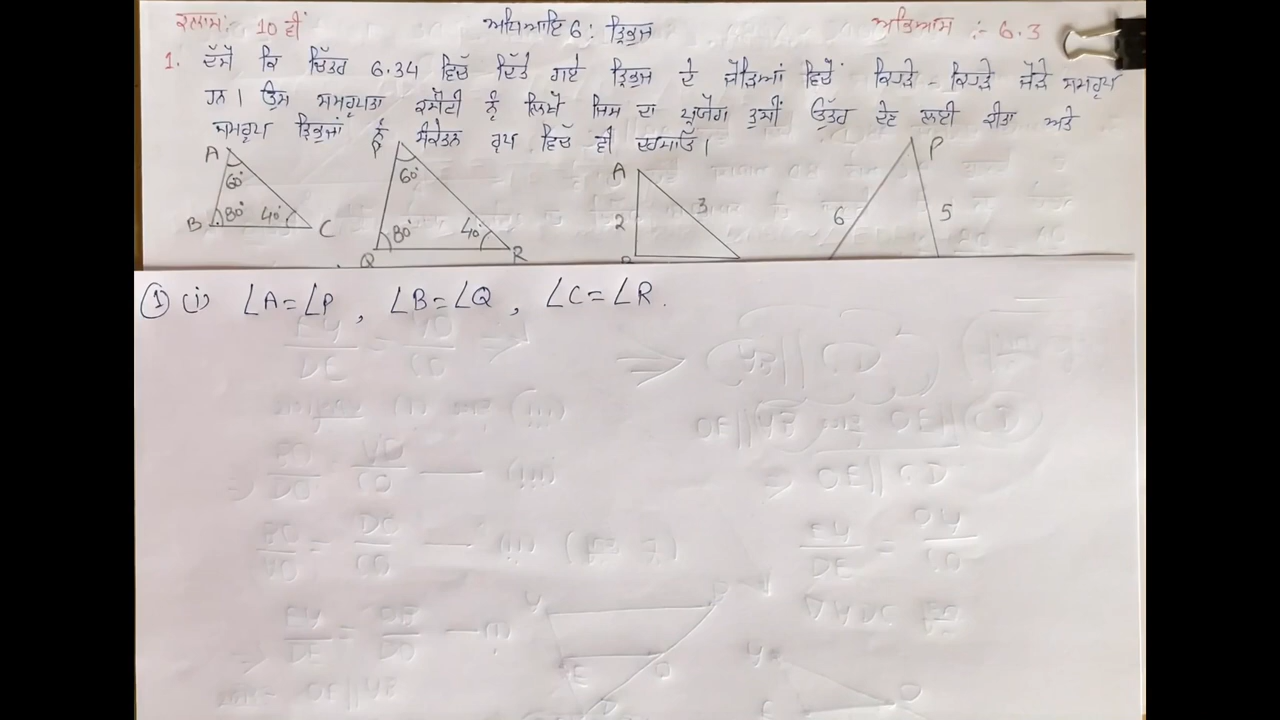 ਕਲਾਸ:- 10 ਵੀਂ ਅਧਿਆਇ 6: ਤ੍ਰਿਭੁਜ ਅਭਿਆਸ :- 6.3
1. ਦੱਸੋ ਕਿ ਚਿੱਤਰ 6.34 ਵਿੱਚ ਦਿੱਤੇ ਗਏ ਤ੍ਰਿਭੁਜ ਦੇ ਜੋੜਿਆਂ ਵਿਚੋਂ ਕਿਹੜੇ - ਕਿਹੜੇ ਜੋੜੇ ਸਮਰੂਪ
ਹਨ। ਉਸ ਸਮਰੂਪਤਾ ਕਸੌਟੀ ਨੂੰ ਲਿਖੋ ਜਿਸ ਦਾ ਪ੍ਰਯੋਗ ਤੁਸੀਂ ਉੱਤਰ ਦੇਣ ਲਈ ਕੀਤਾ ਅਤੇ
ਸਮਰੂਪ ਤ੍ਰਿਭੁਜਾਂ ਨੂੰ ਸੰਕੇਤਨ ਰੂਪ ਵਿੱਚ ਵੀ ਦਰਸਾਓ।
A 60° B 80° 40° C
P 60° Q 80° 40° R
A 2 3
P 6 5
① (i) ∠A=∠P , ∠B=∠Q , ∠C=∠R.